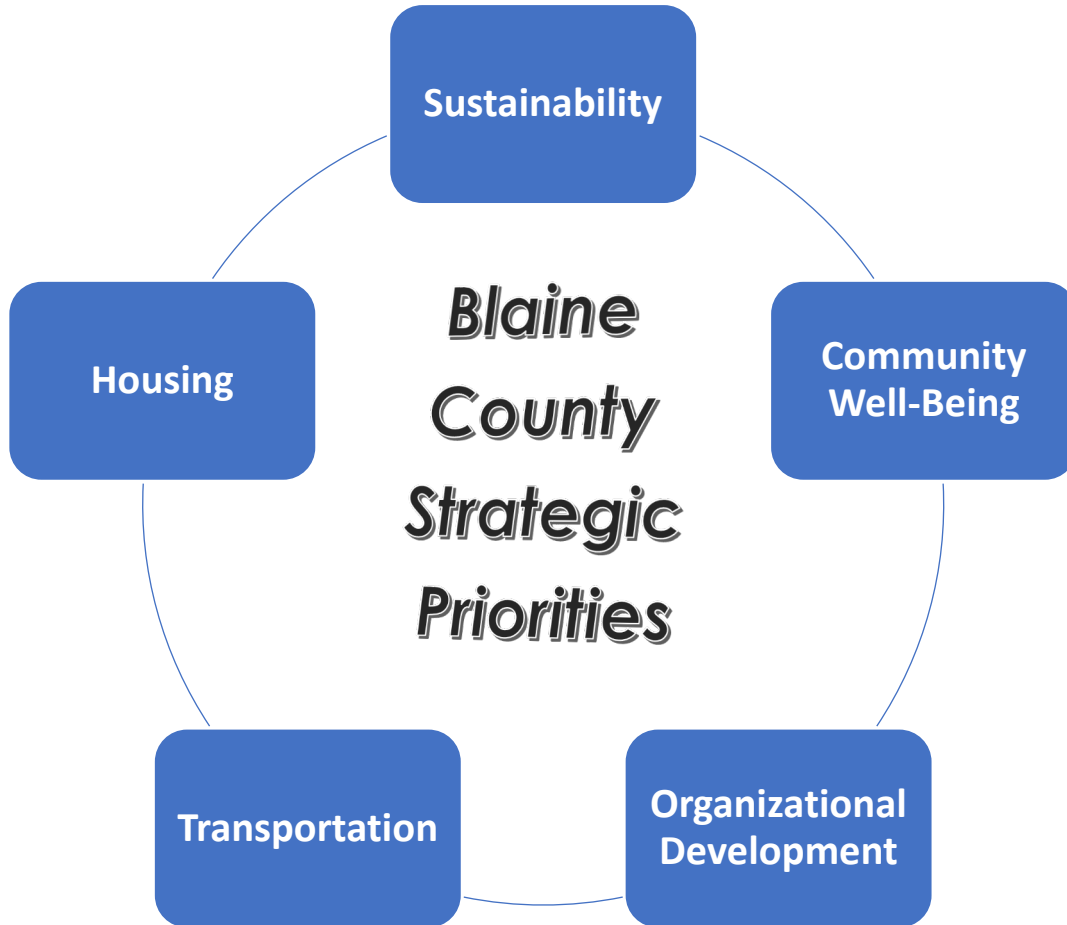 Sustainability
Housing
Blaine
County
Strategic
Priorities
Community
Well-Being
Transportation
Organizational
Development